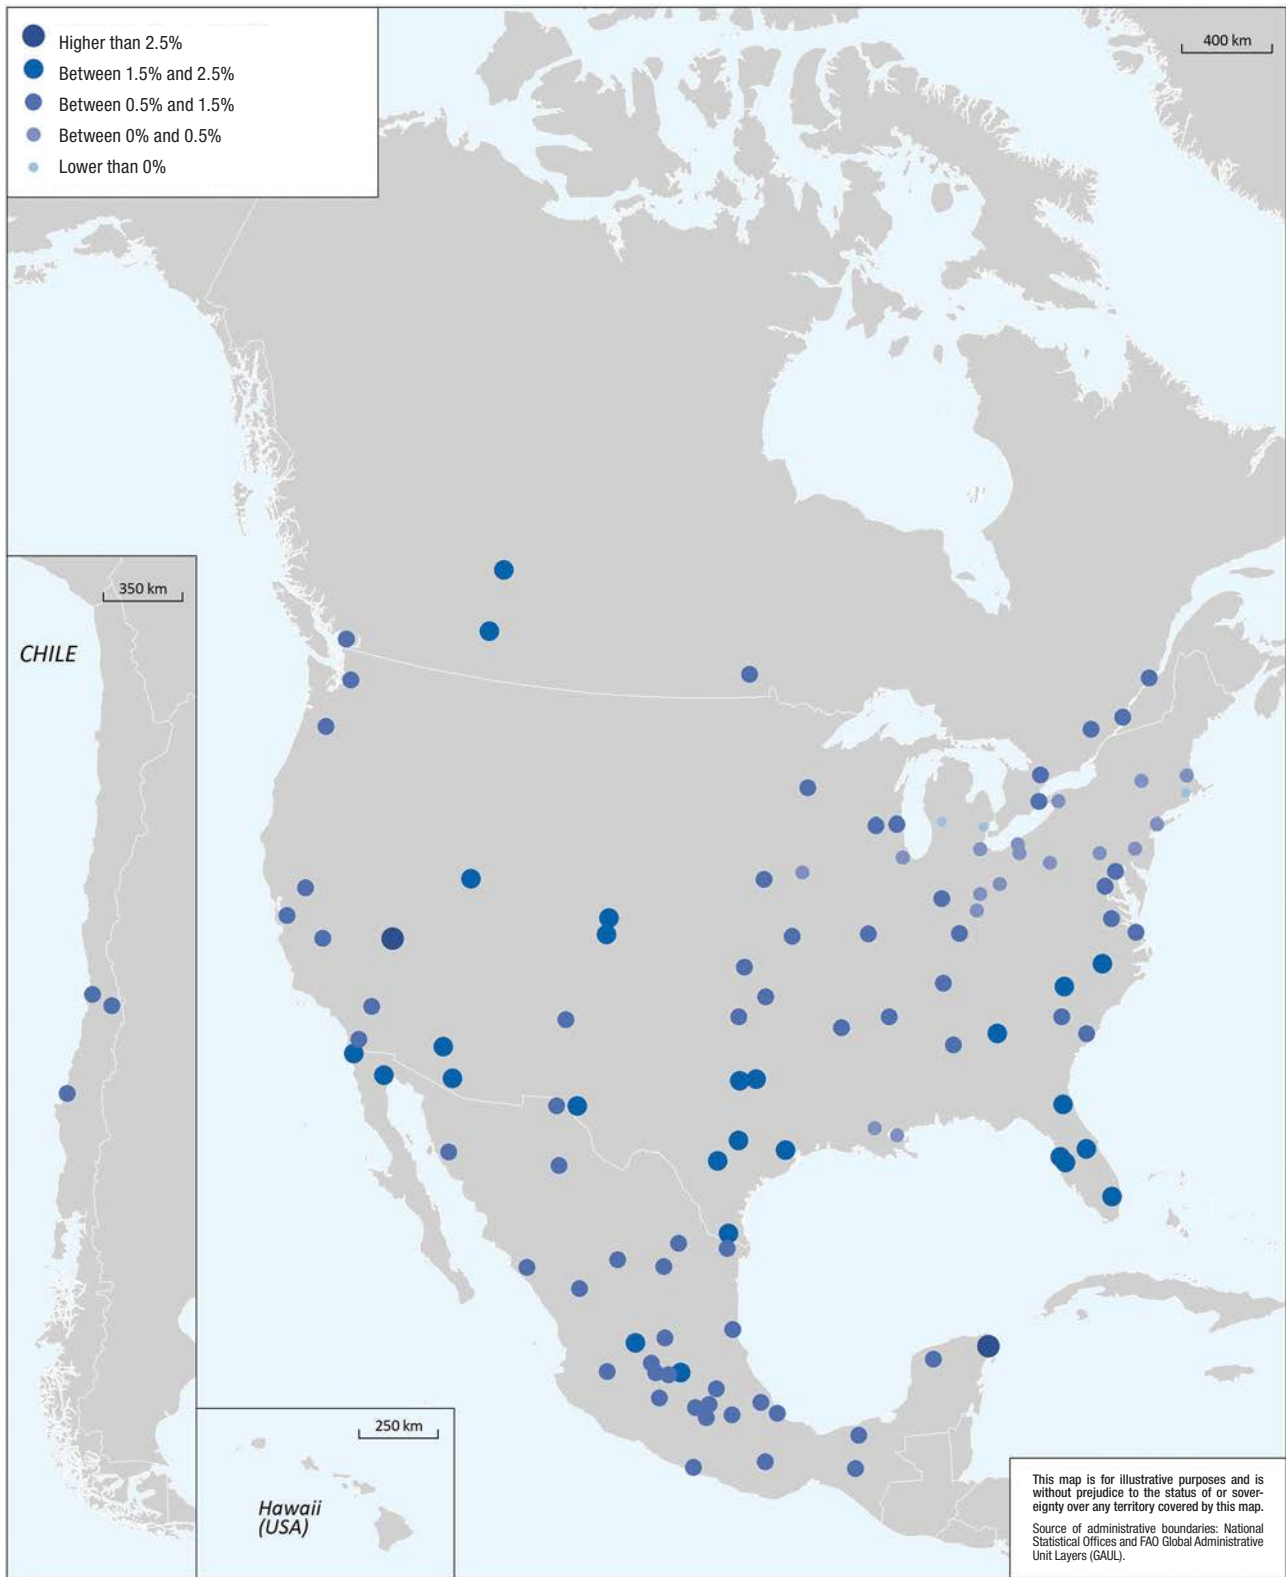 Higher than 2.5%
Between 1.5% and 2.5%
Between 0.5% and 1.5%
Between 0% and 0.5%
Lower than 0%
400 km
350 km
CHILE
250 km
Hawaii
(USA)
This map is for illustrative purposes and is
without prejudice to the status of or sover-
eignty over any territory covered by this map.
Source of administrative boundaries: National
Statistical Offices and FAO Global Administrative
Unit Layers (GAUL).